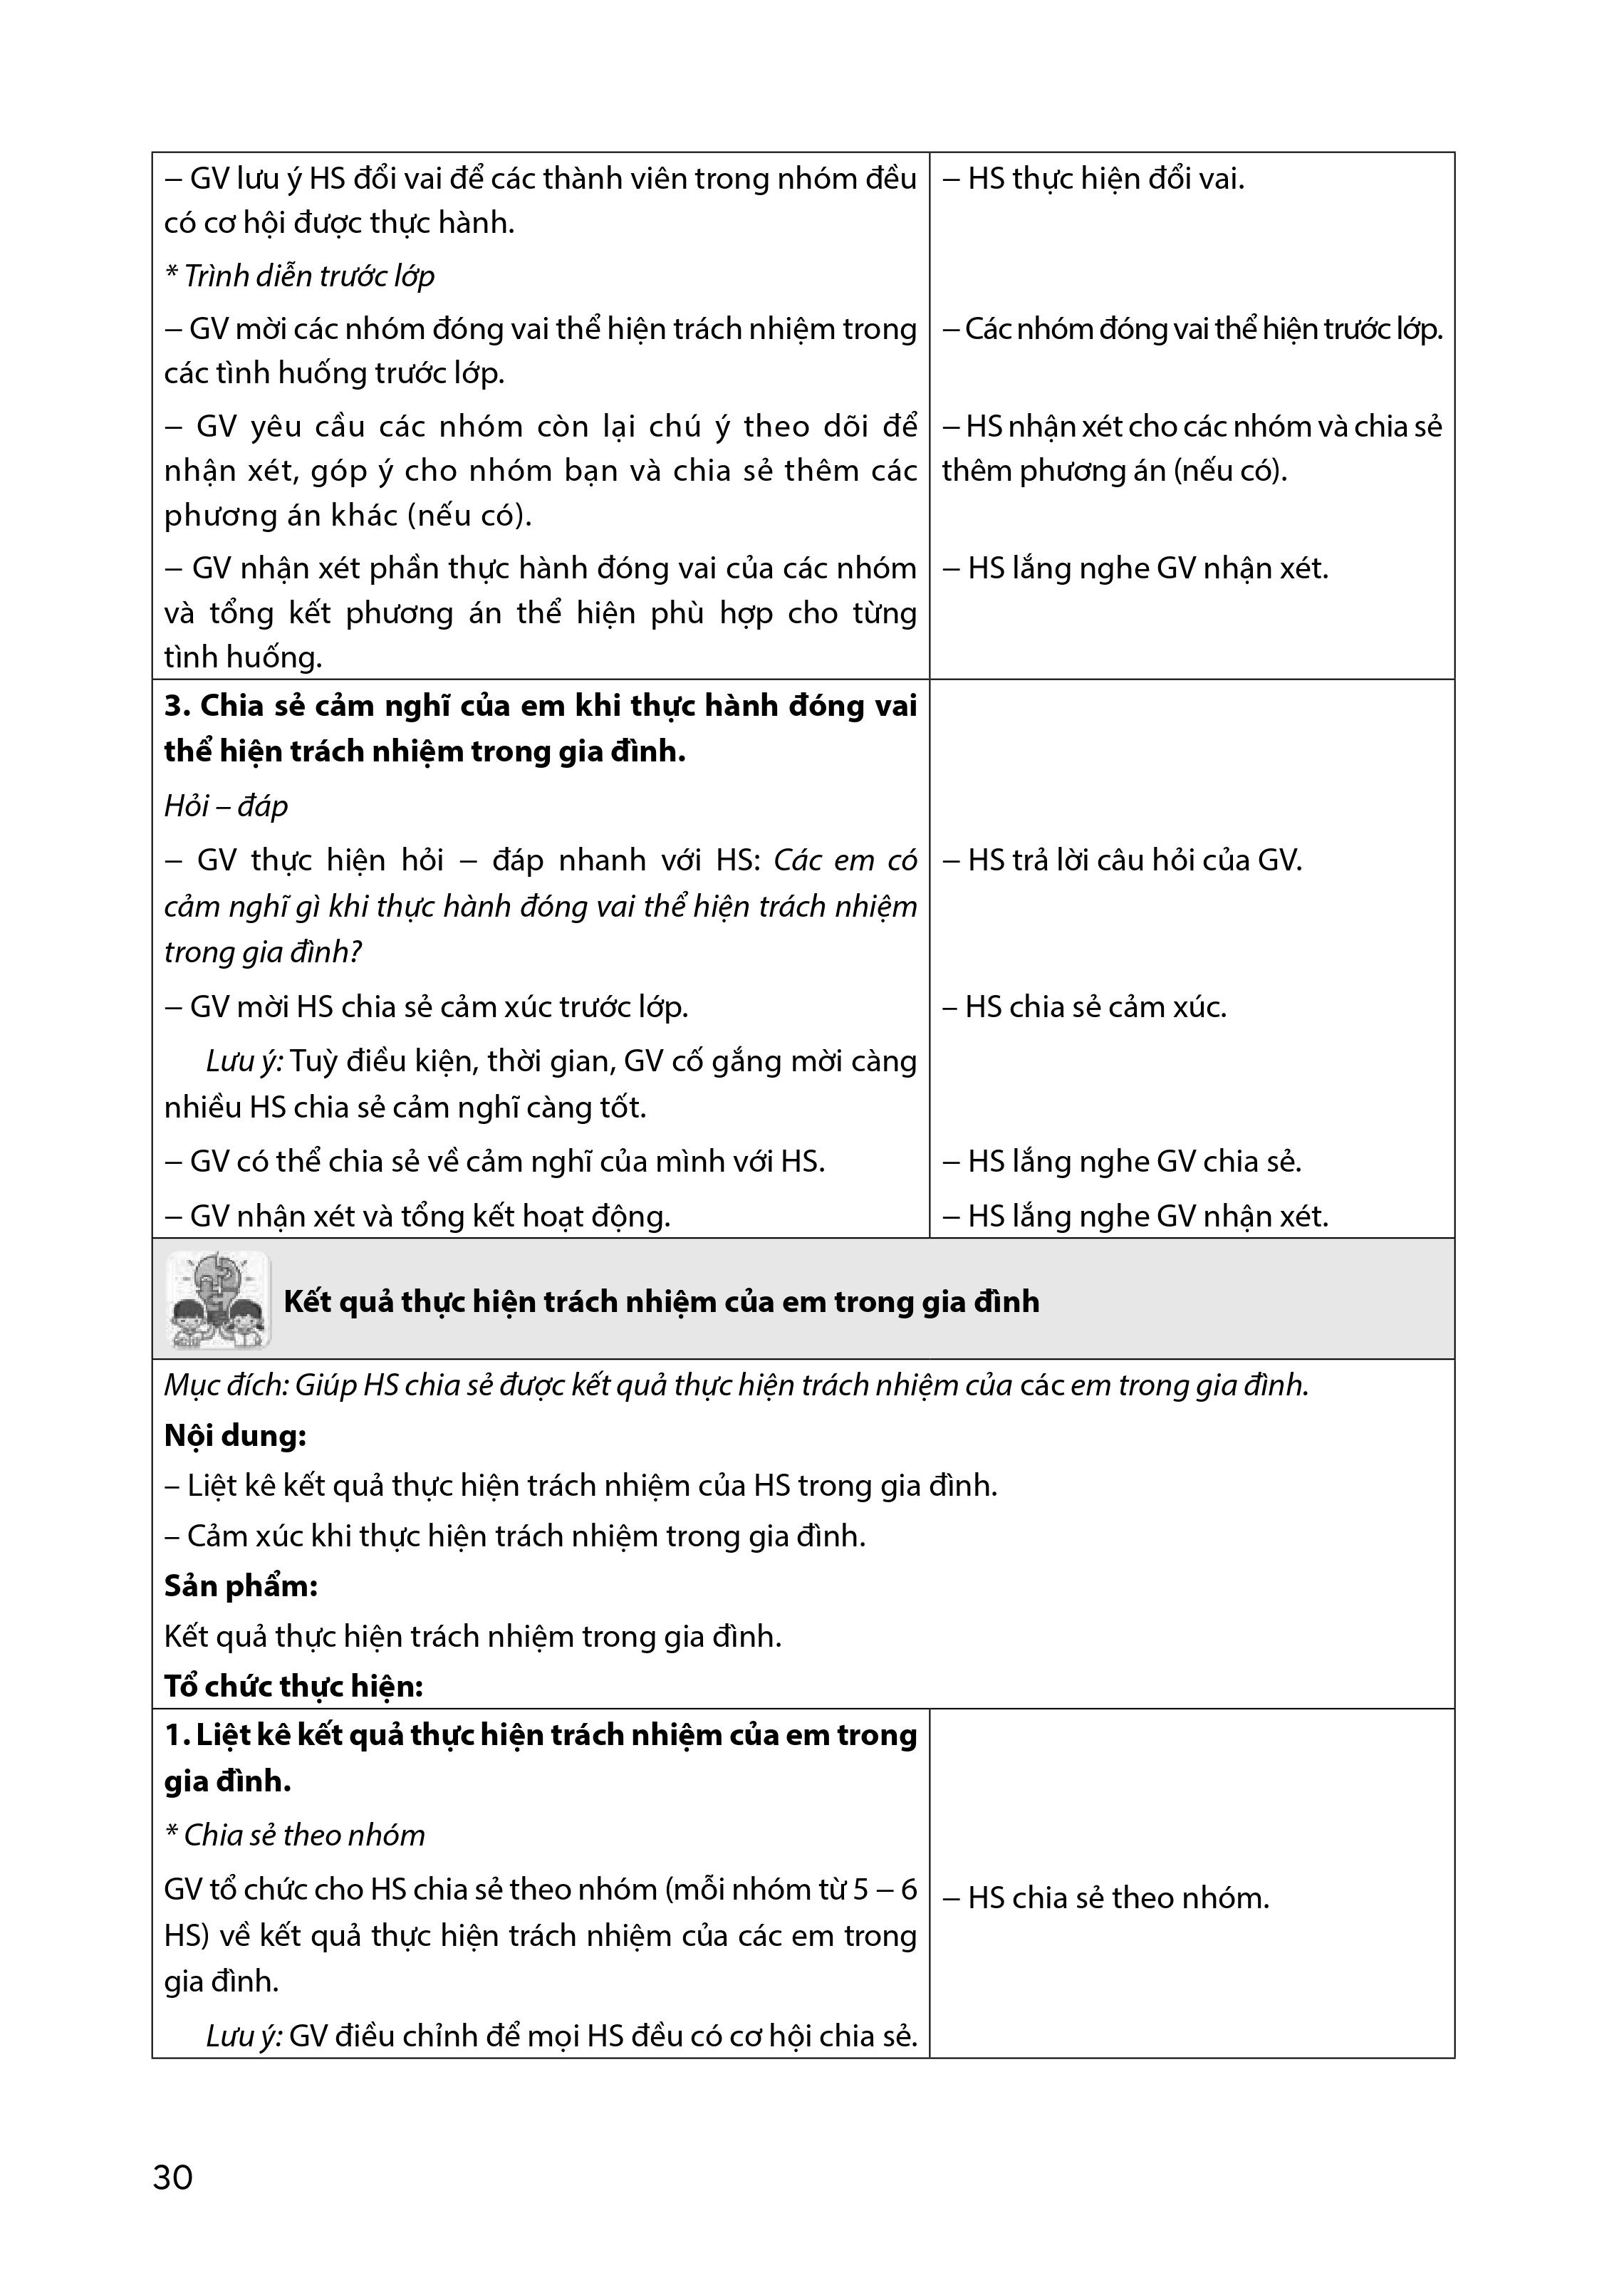 – GV lưu ý HS đổi vai để các thành viên trong nhóm đều
có cơ hội được thực hành.
– HS thực hiện đổi vai.
* Trình diễn trước lớp
– GV mời các nhóm đóng vai thể hiện trách nhiệm trong
các tình huống trước lớp.
– Các nhóm đóng vai thể hiện trước lớp.
– GV yêu cầu các nhóm còn lại chú ý theo dõi để
nhận xét, góp ý cho nhóm bạn và chia sẻ thêm các
phương án khác (nếu có).
– HS nhận xét cho các nhóm và chia sẻ
thêm phương án (nếu có).
– GV nhận xét phần thực hành đóng vai của các nhóm
và tổng kết phương án thể hiện phù hợp cho từng
tình huống.
– HS lắng nghe GV nhận xét.
3. Chia sẻ cảm nghĩ của em khi thực hành đóng vai
thể hiện trách nhiệm trong gia đình.
Hỏi – đáp
– GV thực hiện hỏi – đáp nhanh với HS: Các em có
cảm nghĩ gì khi thực hành đóng vai thể hiện trách nhiệm
trong gia đình?
– HS trả lời câu hỏi của GV.
– GV mời HS chia sẻ cảm xúc trước lớp.
– HS chia sẻ cảm xúc.
Lưu ý: Tuỳ điều kiện, thời gian, GV cố gắng mời càng
nhiều HS chia sẻ cảm nghĩ càng tốt.
– GV có thể chia sẻ về cảm nghĩ của mình với HS.
– HS lắng nghe GV chia sẻ.
– GV nhận xét và tổng kết hoạt động.
– HS lắng nghe GV nhận xét.
Kết quả thực hiện trách nhiệm của em trong gia đình
Mục đích: Giúp HS chia sẻ được kết quả thực hiện trách nhiệm của các em trong gia đình.
Nội dung:
– Liệt kê kết quả thực hiện trách nhiệm của HS trong gia đình.
– Cảm xúc khi thực hiện trách nhiệm trong gia đình.
Sản phẩm:
Kết quả thực hiện trách nhiệm trong gia đình.
Tổ chức thực hiện:
1. Liệt kê kết quả thực hiện trách nhiệm của em trong
gia đình.
* Chia sẻ theo nhóm
GV tổ chức cho HS chia sẻ theo nhóm (mỗi nhóm từ 5 – 6
HS) về kết quả thực hiện trách nhiệm của các em trong
gia đình.
– HS chia sẻ theo nhóm.
Lưu ý: GV điều chỉnh để mọi HS đều có cơ hội chia sẻ.
30